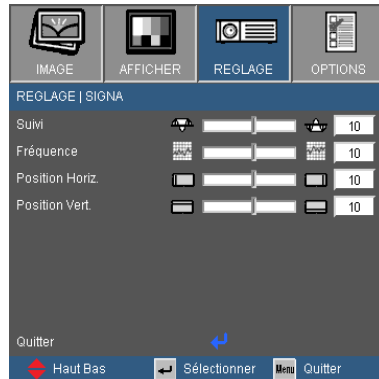 IMAGE AFFICHER REGLAGE OPTIONS
REGLAGE | SIGNA
Suivi 10
Fréquence 10
Position Horiz. 10
Position Vert. 10
Quitter
Haut Bas Sélectionner Menu Quitter